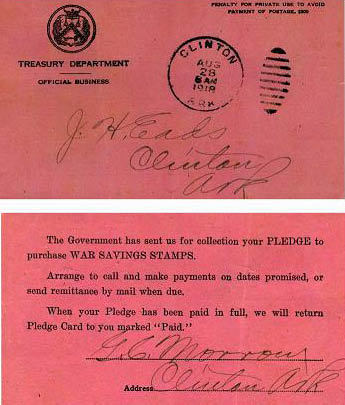 PENALTY FOR PRIVATE USE TO AVOID
PAYMENT OF POSTAGE, $300
TREASURY DEPARTMENT
OFFICIAL BUSINESS
CLINTON
AUG
28
8 AM
1918
ARK
J. H. Eads
Clinton
Ark
The Government has sent us for collection your PLEDGE to
purchase WAR SAVINGS STAMPS.
Arrange to call and make payments on dates promised, or
send remittance by mail when due.
When your Pledge has been paid in full, we will return
Pledge Card to you marked "Paid."
G. C. Morrow
Address Clinton Ark